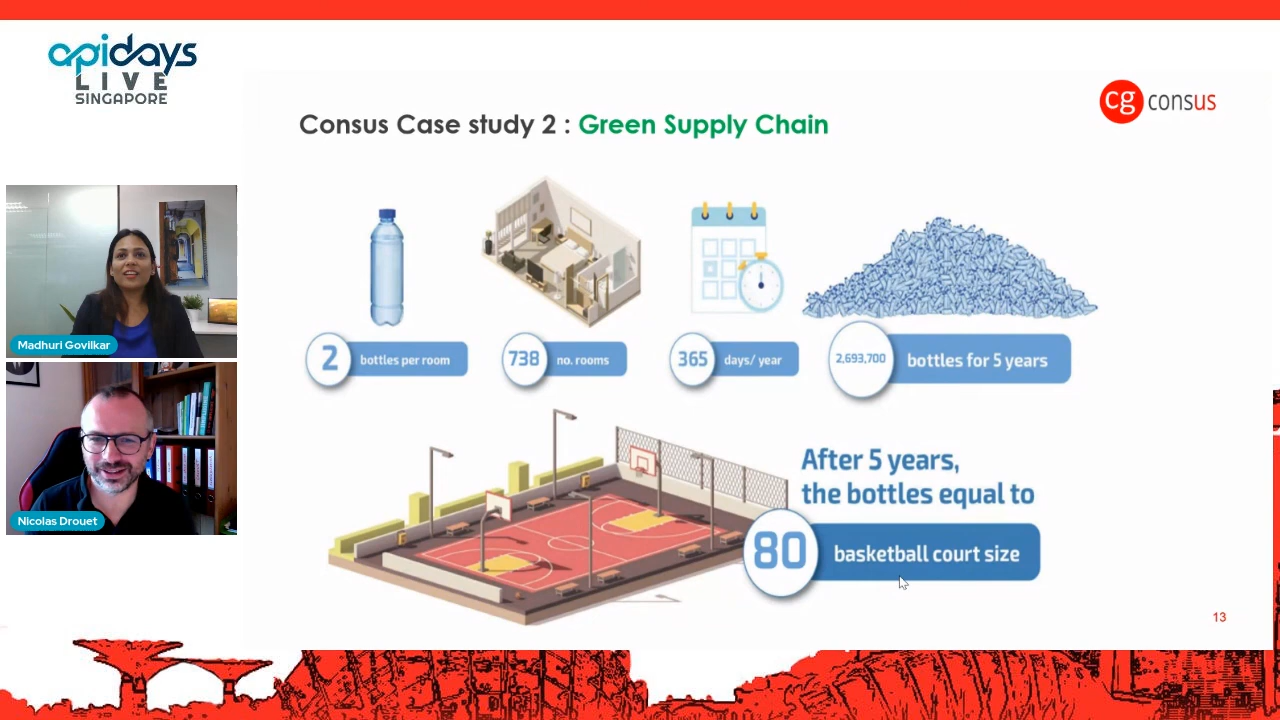 apidays
LIVE
SINGAPORE
cg consus
Consus Case study 2 : Green Supply Chain
Madhuri Govilkar
Nicolas Drouet
2 bottles per room
738 no. rooms
365 days/ year
2,693,700 bottles for 5 years
After 5 years,
the bottles equal to
80 basketball court size
13